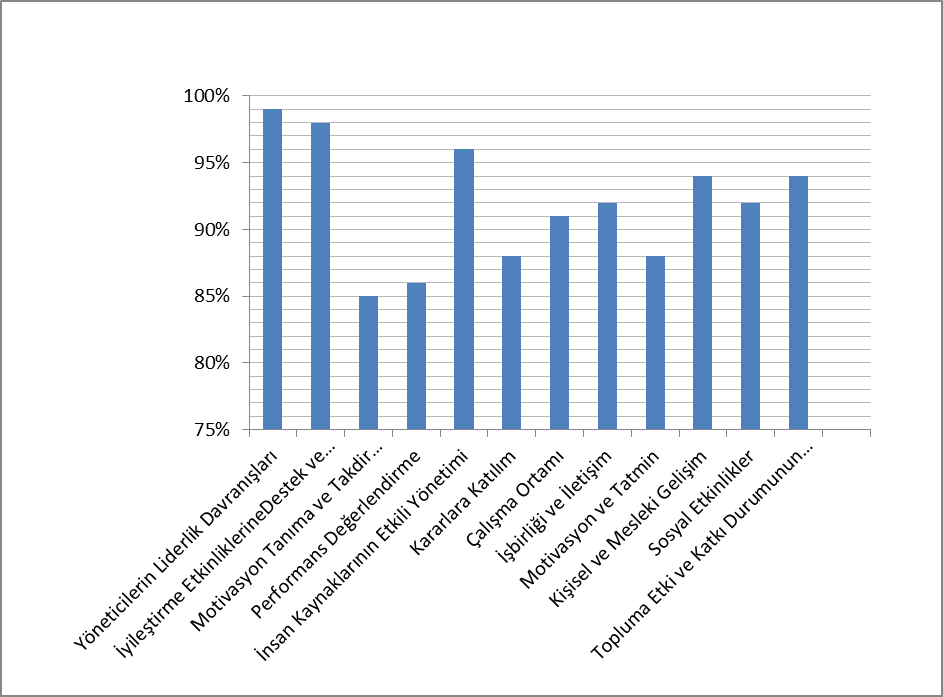 100%
95%
90%
85%
80%
75%
Yöneticilerin Liderlik Davranışları
İyileştirme EtkinliklerineDestek ve...
Motivasyon Tanıma ve Takdir...
Performans Değerlendirme
İnsan Kaynaklarının Etkili Yönetimi
Kararlara Katılım
Çalışma Ortamı
İşbirliği ve İletişim
Motivasyon ve Tatmin
Kişisel ve Mesleki Gelişim
Sosyal Etkinlikler
Topluma Etki ve Katkı Durumunun...